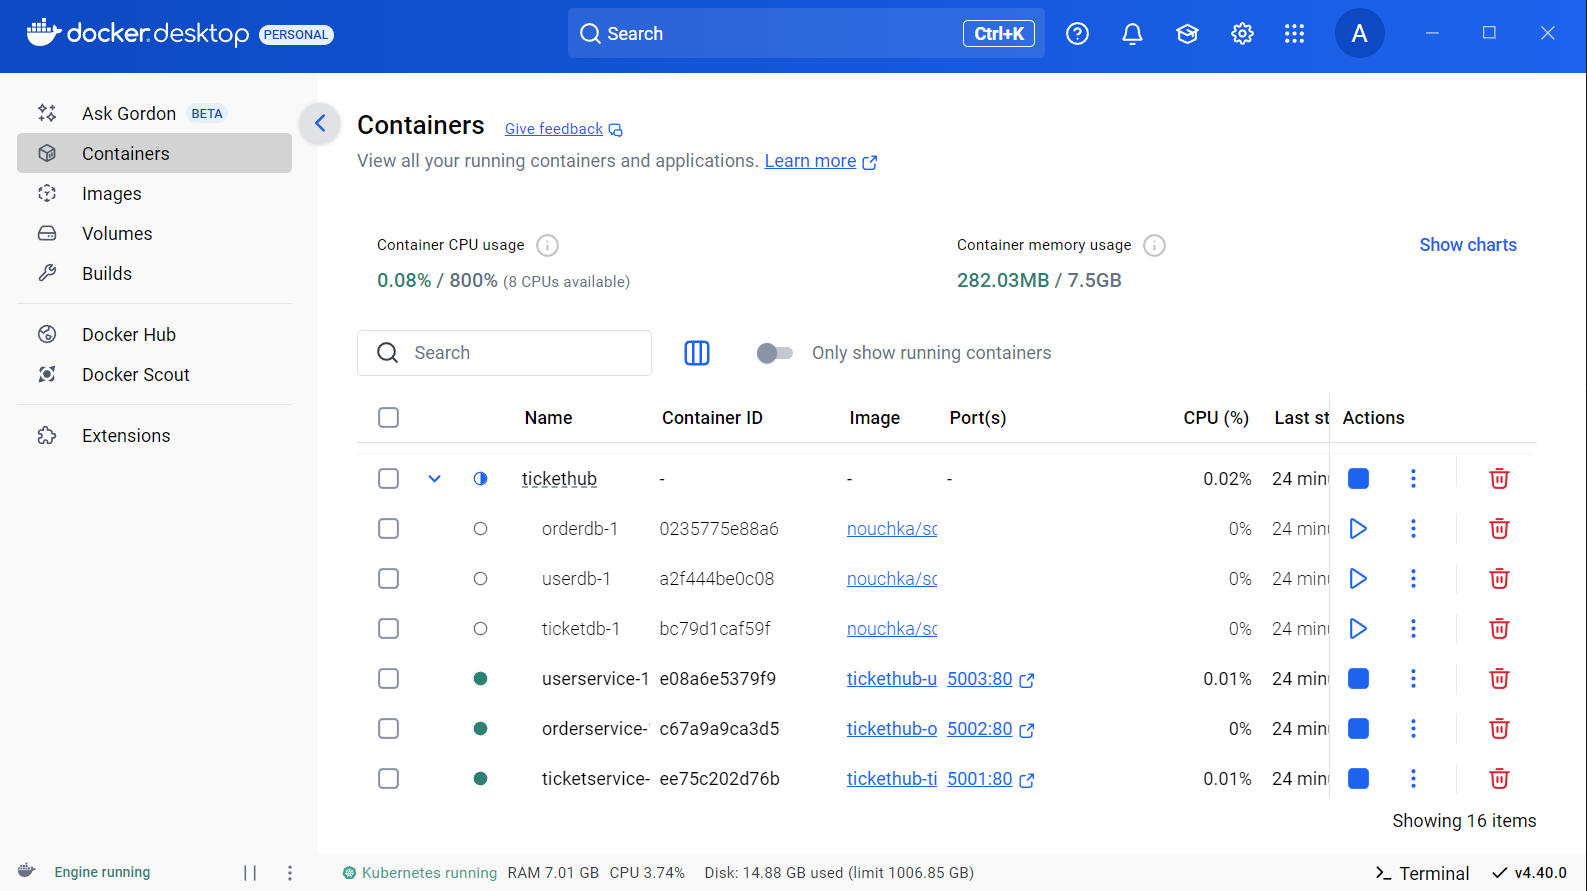 docker.desktop PERSONAL
Search Ctrl+K
A
Ask Gordon BETA
Containers
Images
Volumes
Builds
Docker Hub
Docker Scout
Extensions
Containers Give feedback
View all your running containers and applications. Learn more
Container CPU usage
0.08% / 800% (8 CPUs available)
Container memory usage
282.03MB / 7.5GB
Show charts
Search
Only show running containers
Name Container ID Image Port(s) CPU (%) Last st Actions
tickethub - - - 0.02% 24 min
orderdb-1 0235775e88a6 nouchka/sc 0% 24 min
userdb-1 a2f444be0c08 nouchka/sc 0% 24 min
ticketdb-1 bc79d1caf59f nouchka/sc 0% 24 min
userservice-1 e08a6e5379f9 tickethub-u 5003:80 0.01% 24 min
orderservice- c67a9a9ca3d5 tickethub-o 5002:80 0% 24 min
ticketservice- ee75c202d76b tickethub-ti 5001:80 0.01% 24 min
Showing 16 items
Engine running
Kubernetes running RAM 7.01 GB CPU 3.74% Disk: 14.88 GB used (limit 1006.85 GB)
Terminal v4.40.0